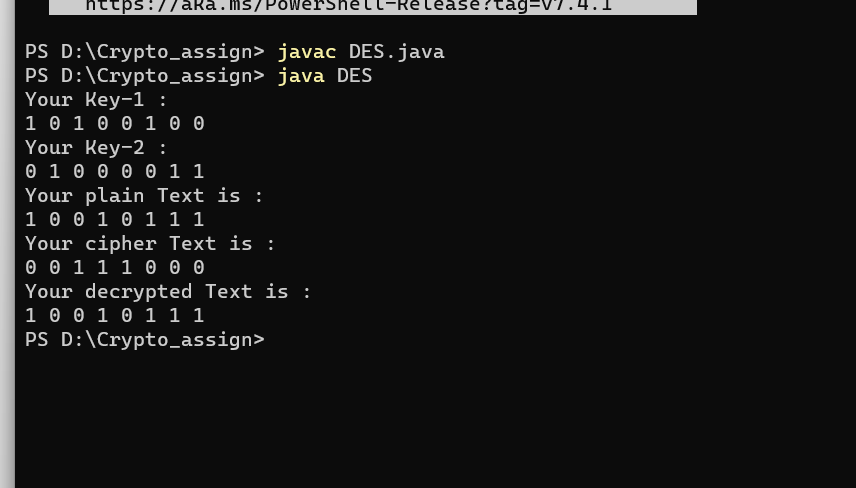 https://aka.ms/PowerShell-Release?tag=v7.4.1
PS D:\Crypto_assign> javac DES.java
PS D:\Crypto_assign> java DES
Your Key-1 :
1 0 1 0 0 1 0 0
Your Key-2 :
0 1 0 0 0 0 1 1
Your plain Text is :
1 0 0 1 0 1 1 1
Your cipher Text is :
0 0 1 1 1 0 0 0
Your decrypted Text is :
1 0 0 1 0 1 1 1
PS D:\Crypto_assign>